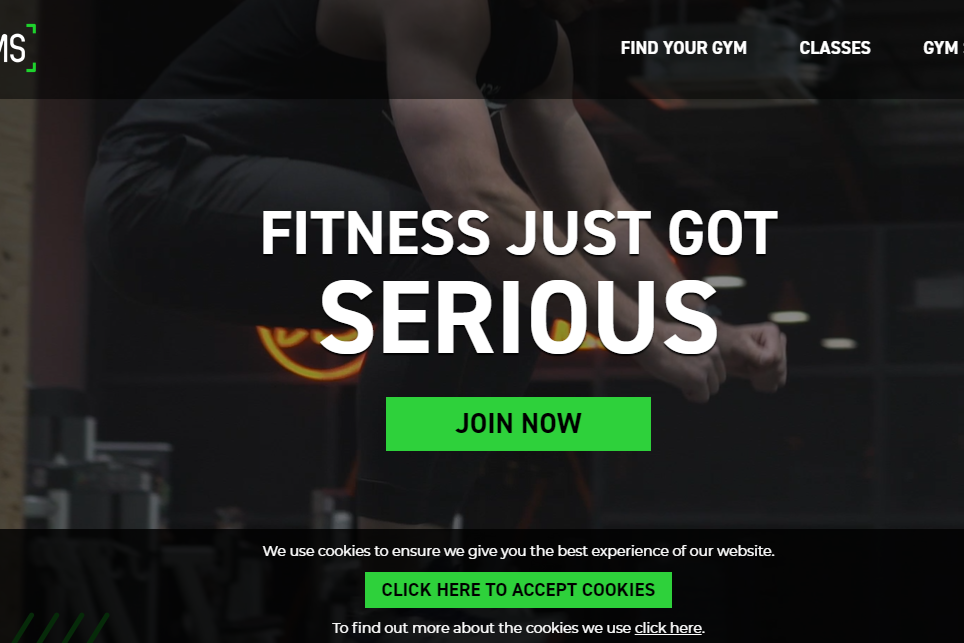 MS
FIND YOUR GYM
CLASSES
GYM
FITNESS JUST GOT
SERIOUS
JOIN NOW
We use cookies to ensure we give you the best experience of our website.
CLICK HERE TO ACCEPT COOKIES
To find out more about the cookies we use click here.